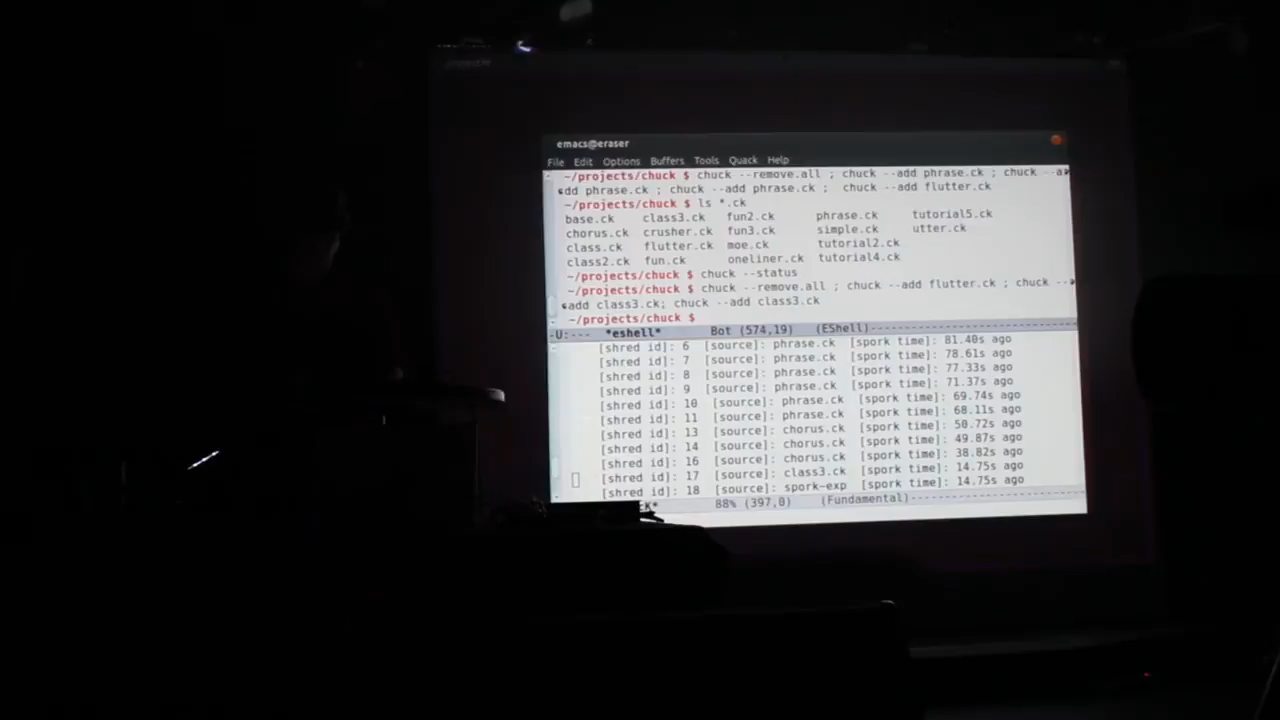 emacs@eraser
File Edit Options Buffers Tools Quack Help
~/projects/chuck $ chuck --remove.all ; chuck --add phrase.ck ; chuck --a
dd phrase.ck ; chuck --add phrase.ck ;  chuck --add flutter.ck
~/projects/chuck $ ls *.ck
base.ck class3.ck fun2.ck phrase.ck tutorial5.ck
chorus.ck crusher.ck fun3.ck simple.ck utter.ck
class.ck flutter.ck moe.ck tutorial2.ck
class2.ck fun.ck oneliner.ck tutorial4.ck
~/projects/chuck $ chuck --status
~/projects/chuck $ chuck --remove.all ; chuck --add flutter.ck ; chuck --
add class3.ck; chuck --add class3.ck
~/projects/chuck $
-U:--- *eshell* Bot (574,19) (EShell)
[shred id]: 6 [source]: phrase.ck [spork time]: 81.40s ago
[shred id]: 7 [source]: phrase.ck [spork time]: 78.61s ago
[shred id]: 8 [source]: phrase.ck [spork time]: 77.33s ago
[shred id]: 9 [source]: phrase.ck [spork time]: 71.37s ago
[shred id]: 10 [source]: phrase.ck [spork time]: 69.74s ago
[shred id]: 11 [source]: phrase.ck [spork time]: 68.11s ago
[shred id]: 13 [source]: chorus.ck [spork time]: 50.72s ago
[shred id]: 14 [source]: chorus.ck [spork time]: 49.87s ago
[shred id]: 16 [source]: chorus.ck [spork time]: 38.82s ago
[shred id]: 17 [source]: class3.ck [spork time]: 14.75s ago
[shred id]: 18 [source]: spork~exp [spork time]: 14.75s ago
88% (397,0) (Fundamental)